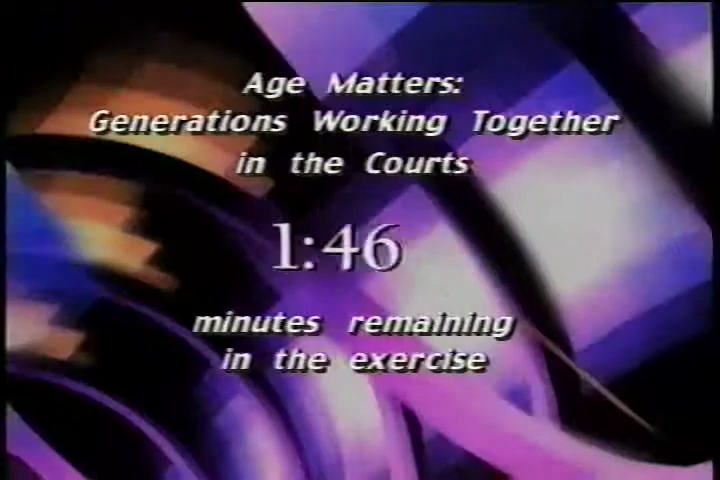 Age Matters:
Generations Working Together
in the Courts
1:46
minutes remaining
in the exercise